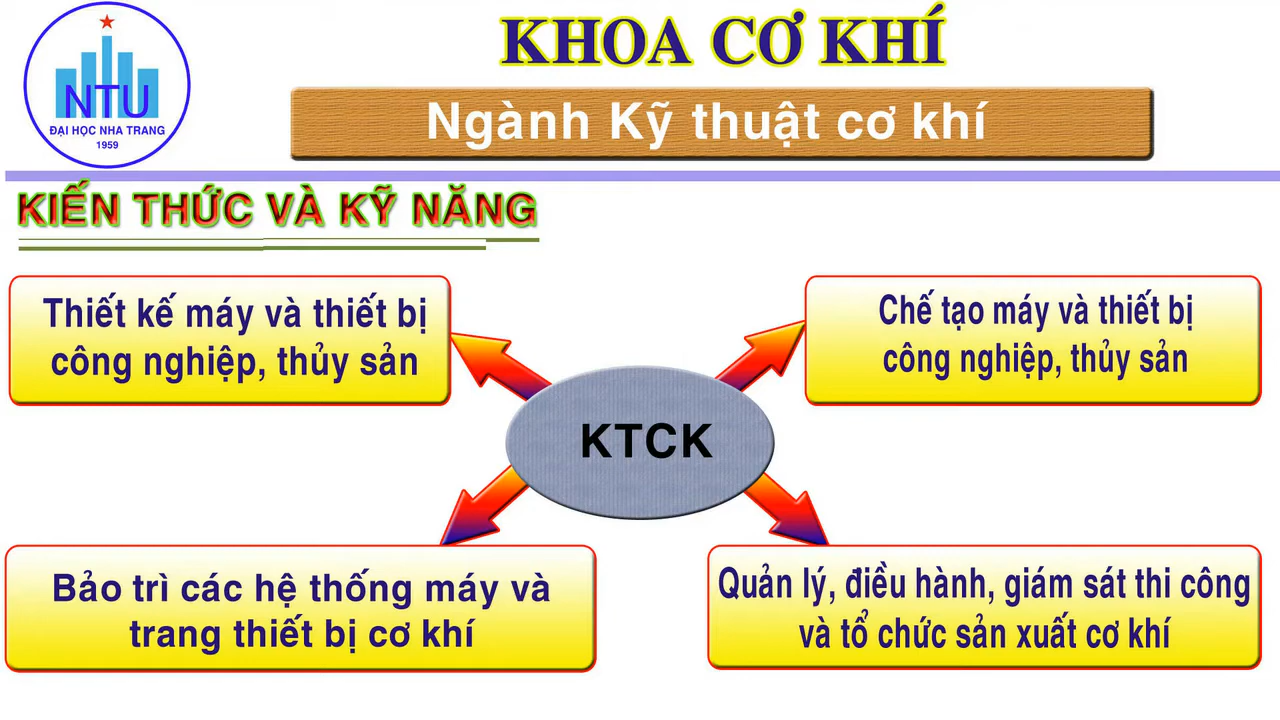 NTU
ĐẠI HỌC NHA TRANG
1959
KHOA CƠ KHÍ
Ngành Kỹ thuật cơ khí
KIẾN THỨC VÀ KỸ NĂNG
Thiết kế máy và thiết bị
công nghiệp, thủy sản
Chế tạo máy và thiết bị
công nghiệp, thủy sản
KTCK
Bảo trì các hệ thống máy và
trang thiết bị cơ khí
Quản lý, điều hành, giám sát thi công
và tổ chức sản xuất cơ khí